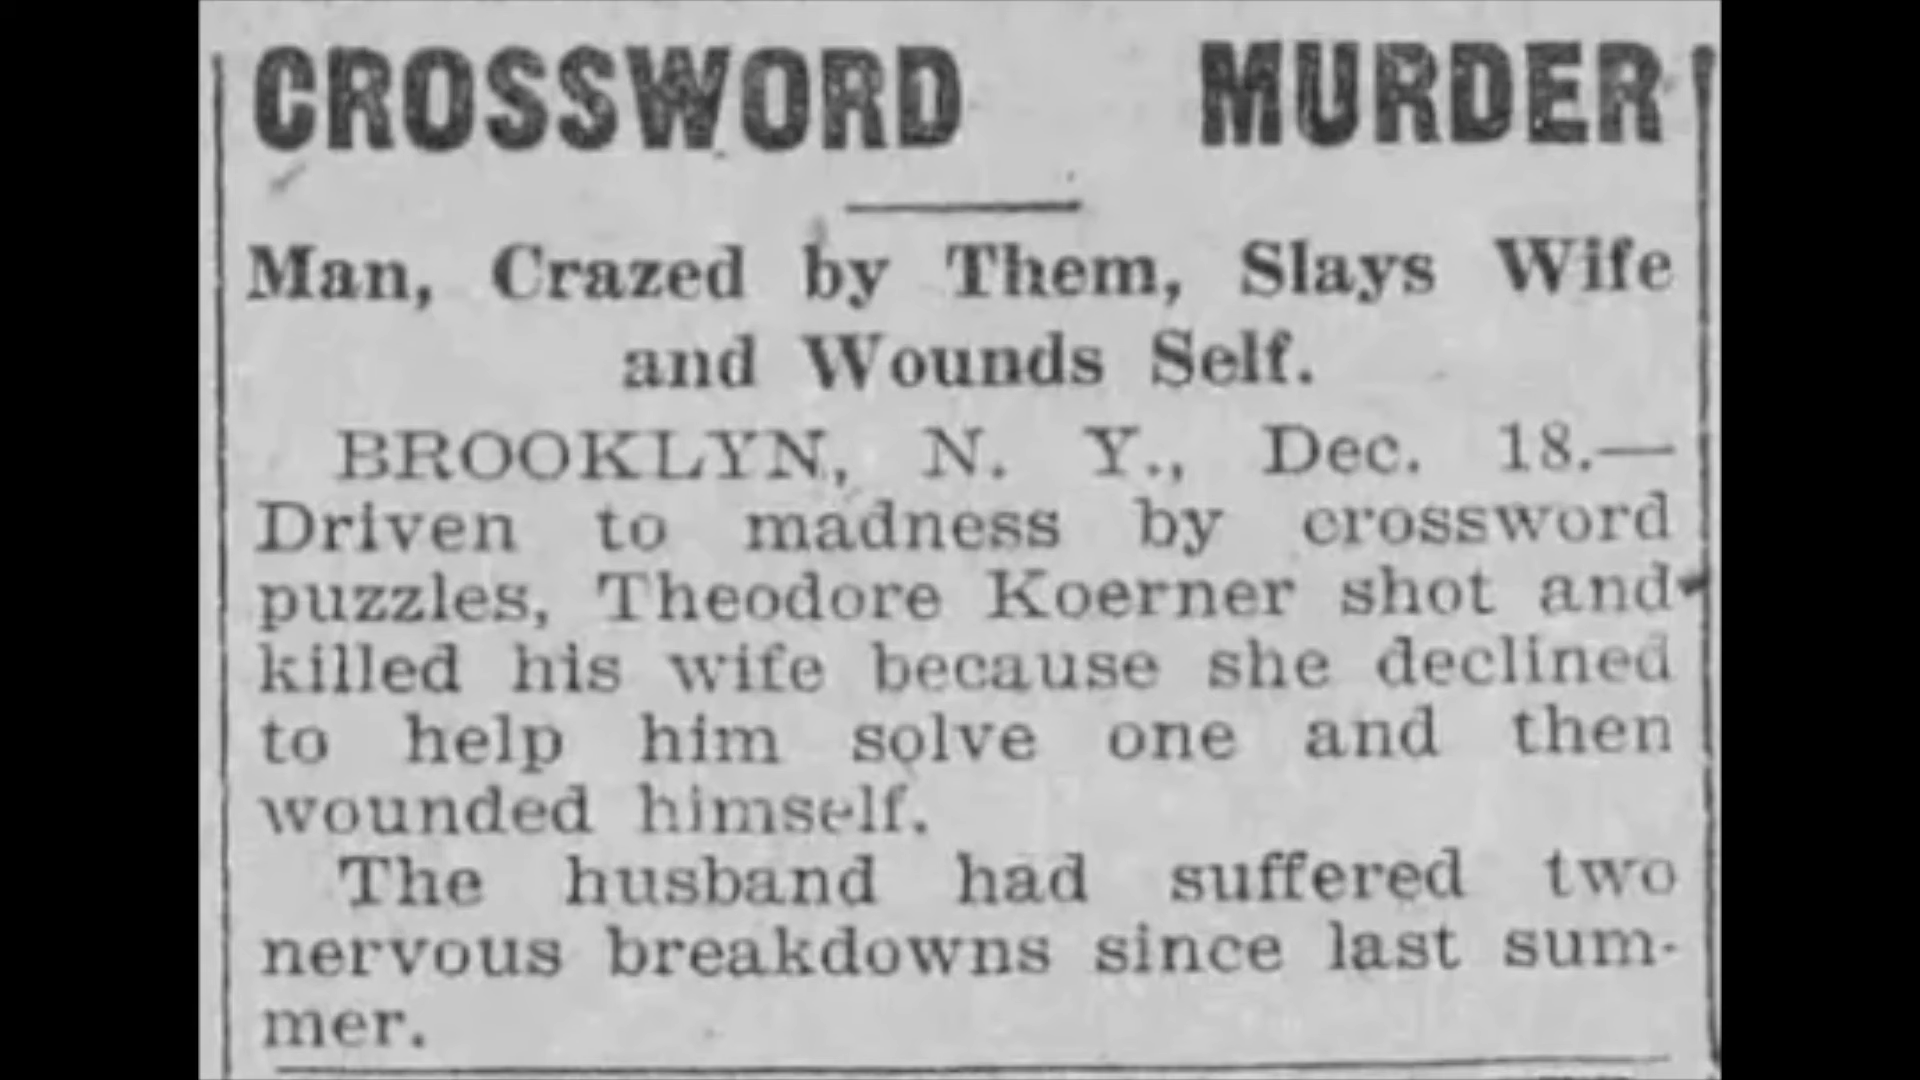 CROSSWORD MURDER
Man, Crazed by Them, Slays Wife
and Wounds Self.
BROOKLYN, N. Y., Dec. 18.—
Driven to madness by crossword
puzzles, Theodore Koerner shot and
killed his wife because she declined
to help him solve one and then
wounded himself.
The husband had suffered two
nervous breakdowns since last sum-
mer.